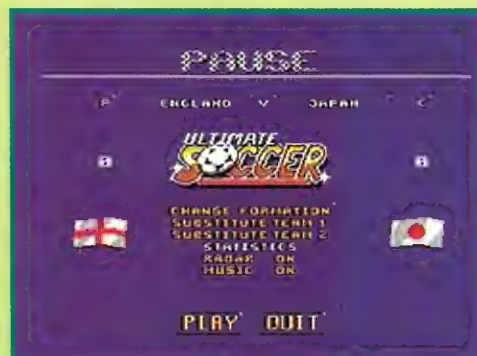 PAUSE
P ENGLAND V JAPAN C
ULTIMATE
SOCCER
0 0
CHANGE FORMATION
SUBSTITUTE TEAM 1
SUBSTITUTE TEAM 2
STATISTICS
RADAR ON
MUSIC ON
PLAY QUIT